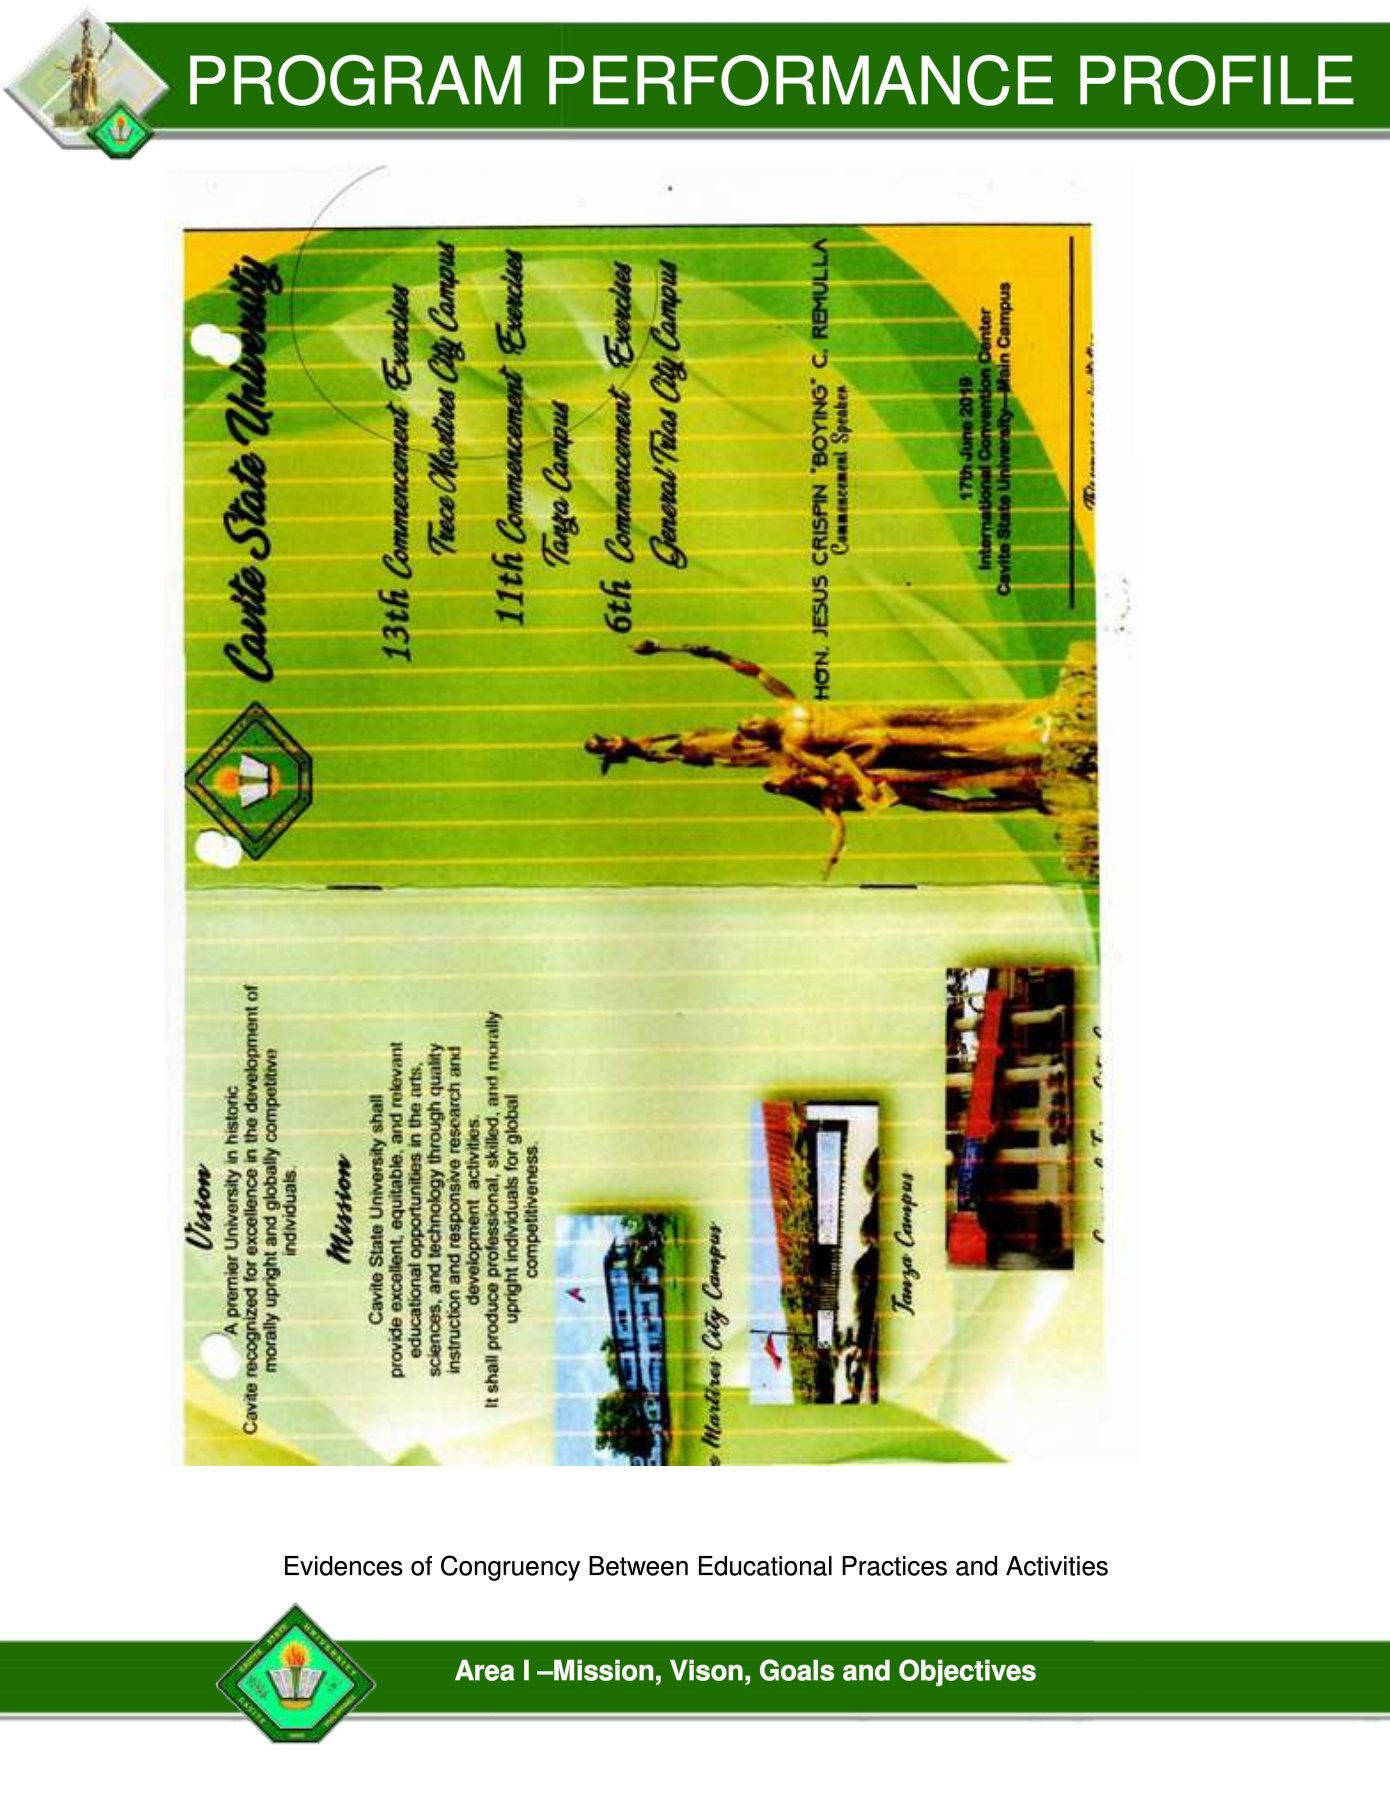 PROGRAM PERFORMANCE PROFILE
Cavite State University
13th Commencement Exercises
Trece Martires City Campus
11th Commencement Exercises
Tanza Campus
6th Commencement Exercises
General Trias City Campus
HON. JESUS CRISPIN "BOYING" C. REMULLA
Commencement Speaker
17th June 2019
International Convention Center
Cavite State University—Main Campus
Vision
A premier University in historic
Cavite recognized for excellence in the development of
morally upright and globally competitive
individuals.
Mission
Cavite State University shall
provide excellent, equitable, and relevant
educational opportunities in the arts,
sciences, and technology through quality
instruction and responsive research and
development activities.
It shall produce professional, skilled, and morally
upright individuals for global
competitiveness.
Martires City Campus
Tanza Campus
Evidences of Congruency Between Educational Practices and Activities
Area I –Mission, Vison, Goals and Objectives